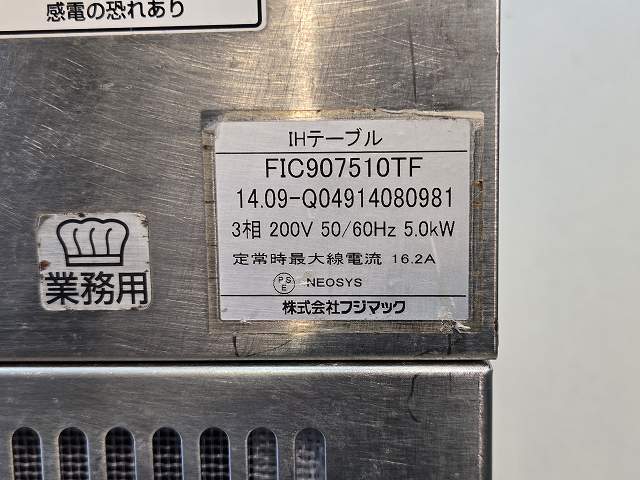 感電の恐れあり
IHテーブル
FIC907510TF
14.09-Q04914080981
3相 200V 50/60Hz 5.0kW
定常時最大線電流 16.2A
PSE NEOSYS
株式会社フジマック
業務用